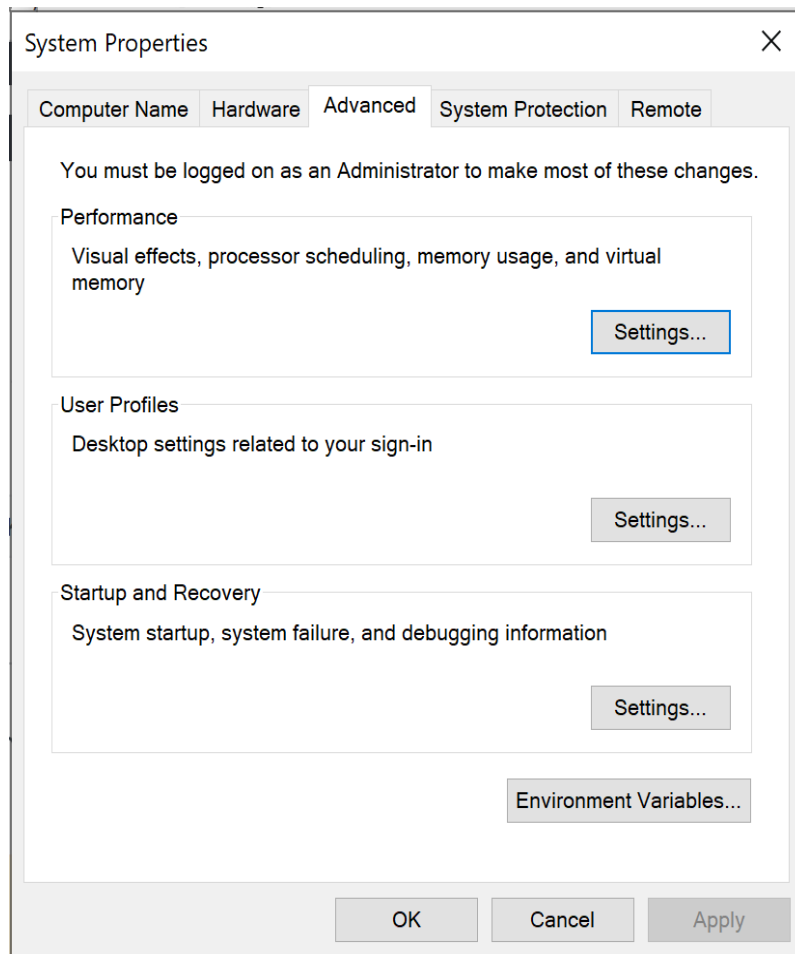 System Properties
Computer Name Hardware Advanced System Protection Remote
You must be logged on as an Administrator to make most of these changes.
Performance
Visual effects, processor scheduling, memory usage, and virtual
memory
Settings...
User Profiles
Desktop settings related to your sign-in
Settings...
Startup and Recovery
System startup, system failure, and debugging information
Settings...
Environment Variables...
OK Cancel Apply